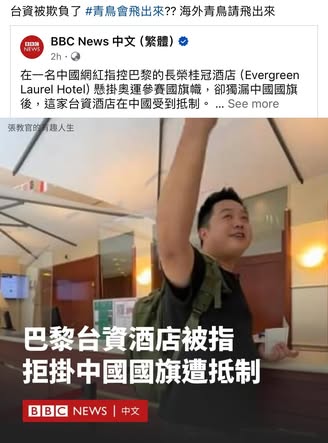 台資被欺負了 #青鳥會飛出來?? 海外青鳥請飛出來
BBC News 中文 (繁體)
2h
在一名中國網紅指控巴黎的長榮桂冠酒店 (Evergreen
Laurel Hotel) 懸掛奧運參賽國旗幟，卻獨漏中國國旗
後，這家台資酒店在中國受到抵制。 ... See more
張教官的有趣人生
巴黎台資酒店被指
拒掛中國國旗遭抵制
BBC NEWS | 中文